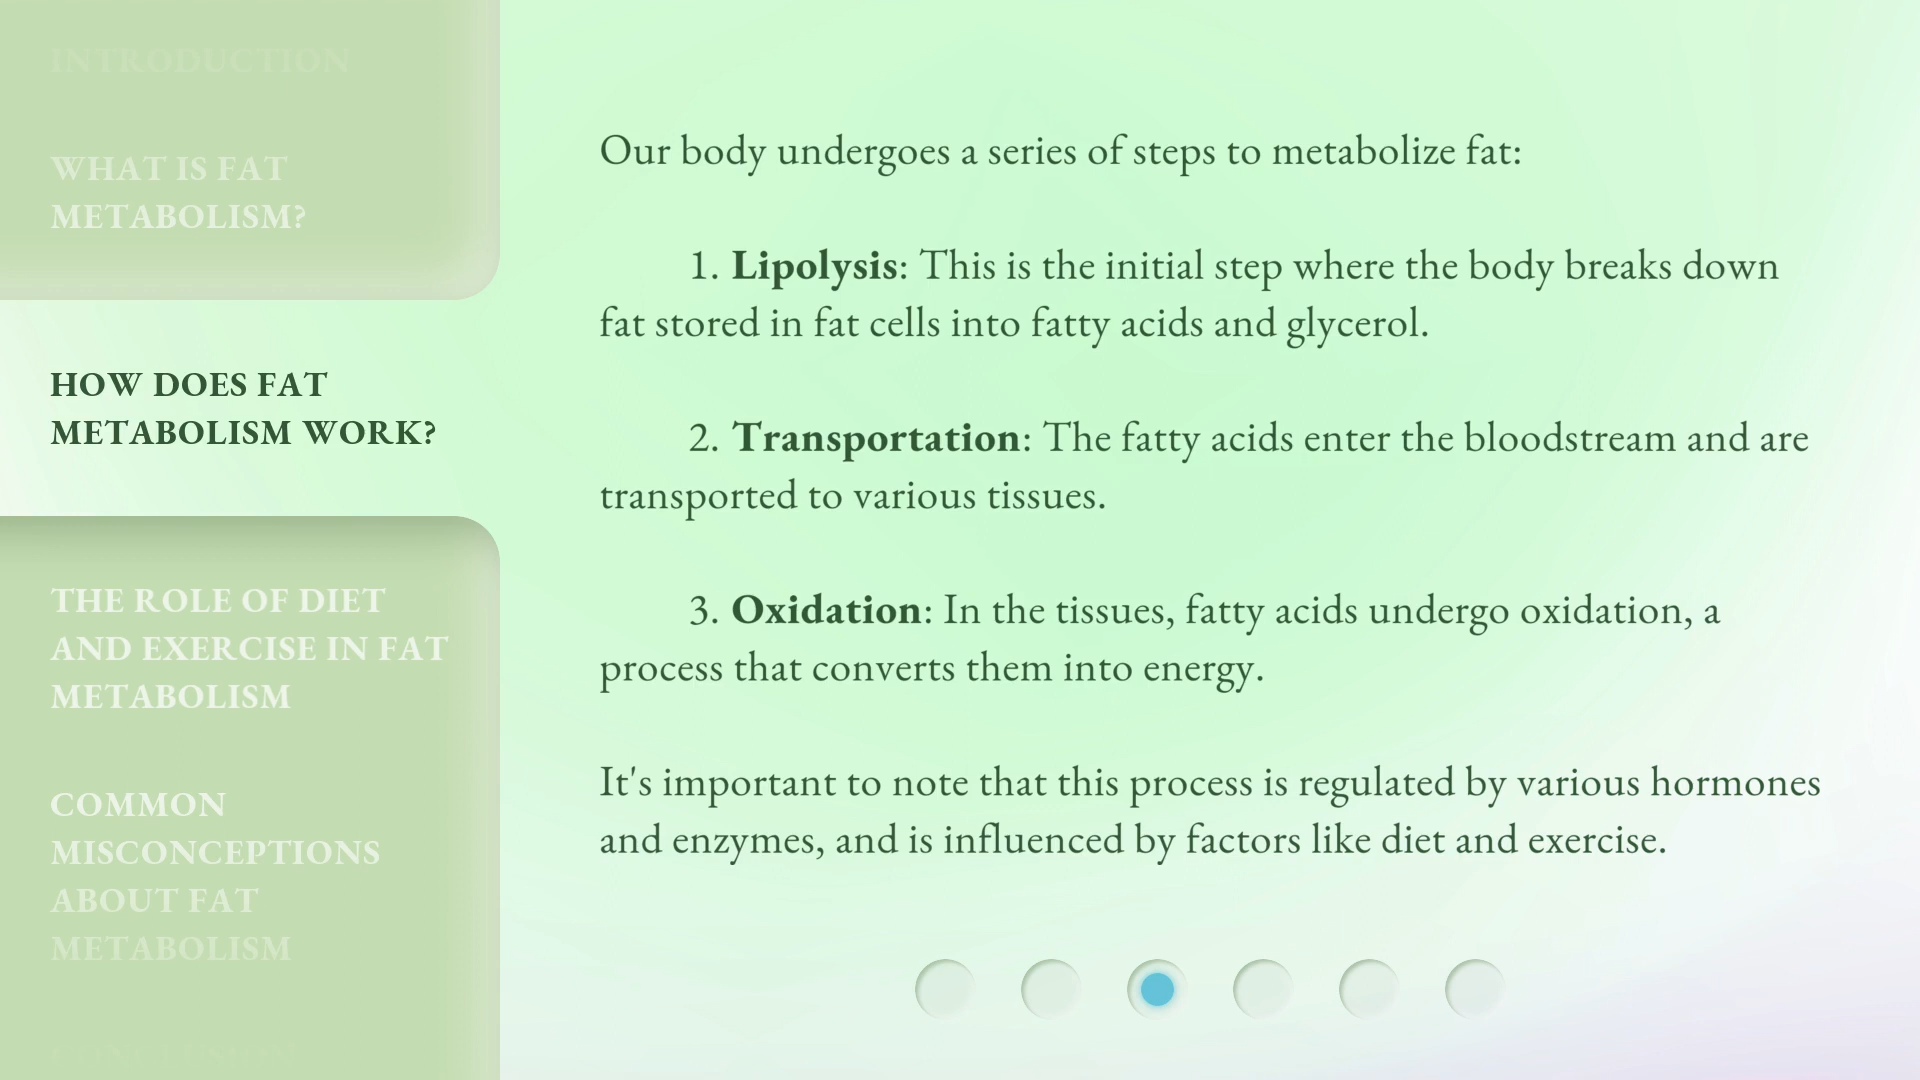 INTRODUCTION
WHAT IS FAT
METABOLISM?
HOW DOES FAT
METABOLISM WORK?
THE ROLE OF DIET
AND EXERCISE IN FAT
METABOLISM
COMMON
MISCONCEPTIONS
ABOUT FAT
METABOLISM
Our body undergoes a series of steps to metabolize fat:
1. Lipolysis: This is the initial step where the body breaks down
fat stored in fat cells into fatty acids and glycerol.
2. Transportation: The fatty acids enter the bloodstream and are
transported to various tissues.
3. Oxidation: In the tissues, fatty acids undergo oxidation, a
process that converts them into energy.
It's important to note that this process is regulated by various hormones
and enzymes, and is influenced by factors like diet and exercise.